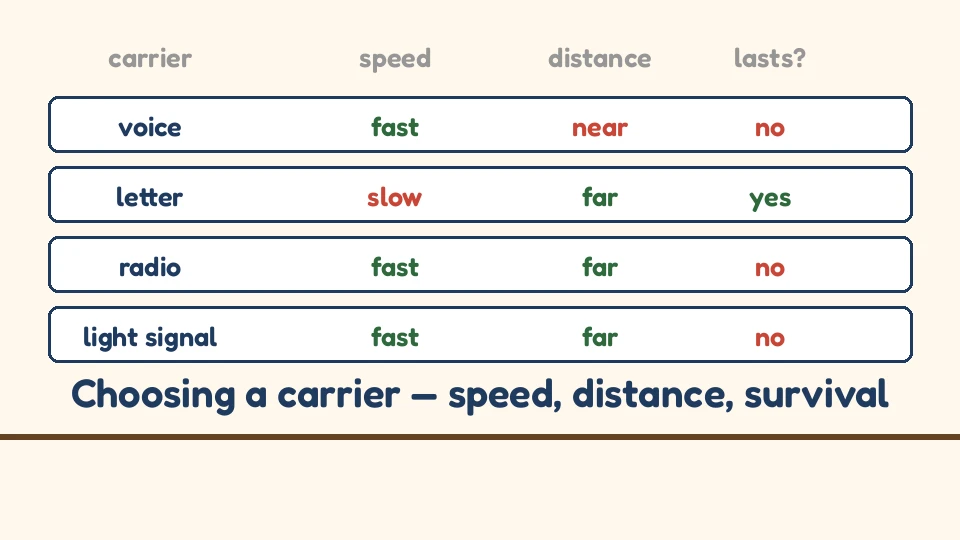 carrier speed distance lasts?
voice fast near no
letter slow far yes
radio fast far no
light signal fast far no
Choosing a carrier — speed, distance, survival